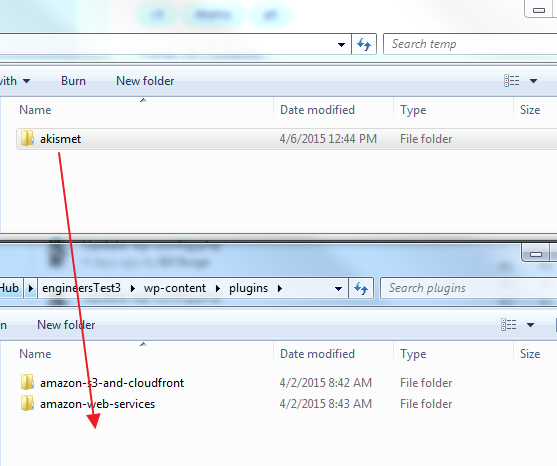 Search temp
with Burn New folder
Name Date modified Type Size
akismet 4/6/2015 12:44 PM File folder
Hub engineersTest3 wp-content plugins Search plugins
n New folder
Name Date modified Type Size
amazon-s3-and-cloudfront 4/2/2015 8:42 AM File folder
amazon-web-services 4/2/2015 8:43 AM File folder